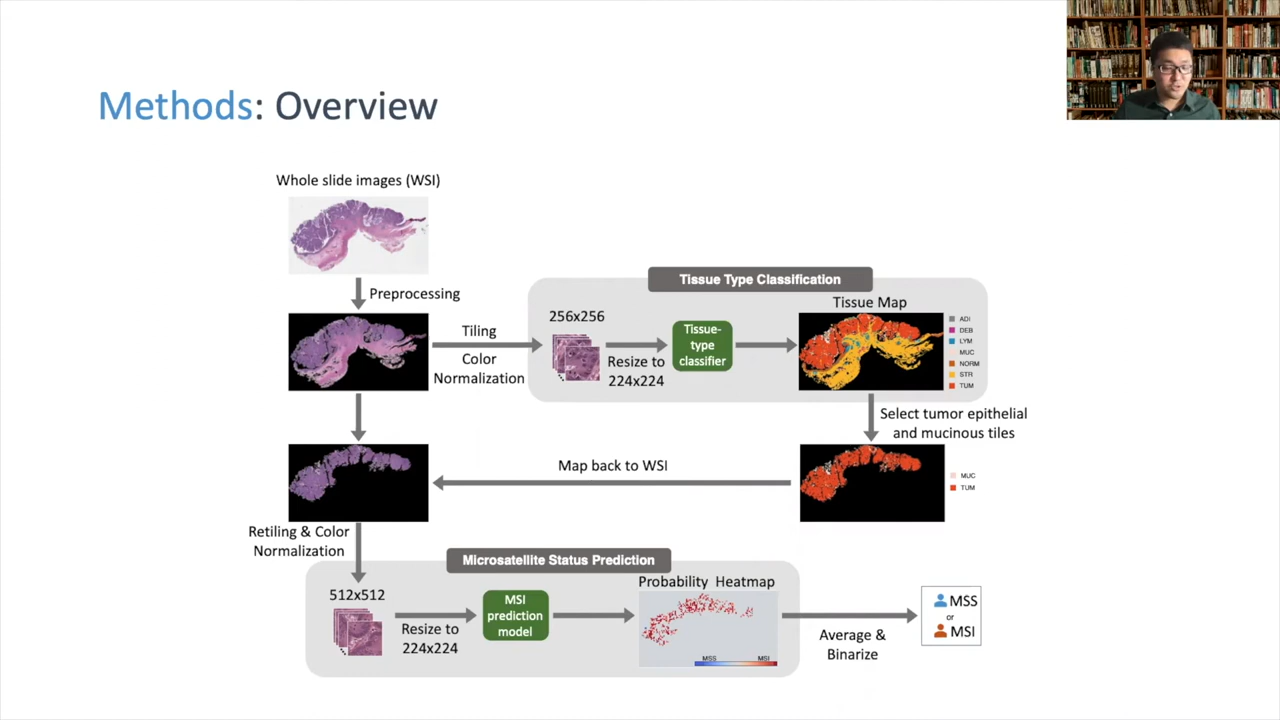 Methods: Overview
Whole slide images (WSI)
Preprocessing
Tiling
Color
Normalization
Tissue Type Classification
256x256
Resize to
224x224
Tissue-
type
classifier
Tissue Map
ADI
DEB
LYM
MUC
NORM
STR
TUM
Select tumor epithelial
and mucinous tiles
MUC
TUM
Map back to WSI
Retiling & Color
Normalization
Microsatellite Status Prediction
512x512
Resize to
224x224
MSI
prediction
model
Probability Heatmap
MSS
MSI
Average &
Binarize
MSS
or
MSI